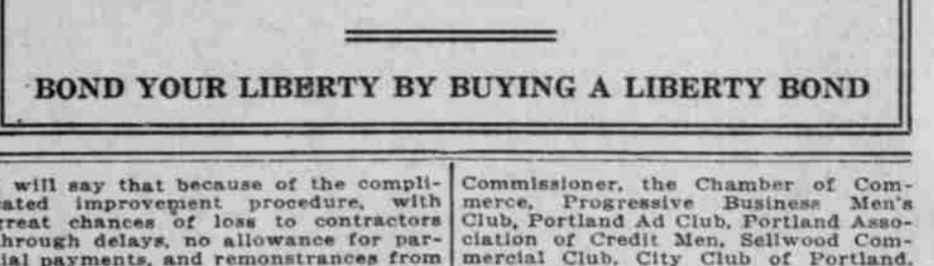 BOND YOUR LIBERTY BY BUYING A LIBERTY BOND
will say that because of the compli-
ated improvement procedure, with
great chances of loss to contractors
through delays, no allowance for par-
ial payments, and remonstrances from
Commissioner, the Chamber of Com-
merce, Progressive Business Men's
Club, Portland Ad Club, Portland Asso-
ciation of Credit Men, Sellwood Com-
mercial Club, City Club of Portland,